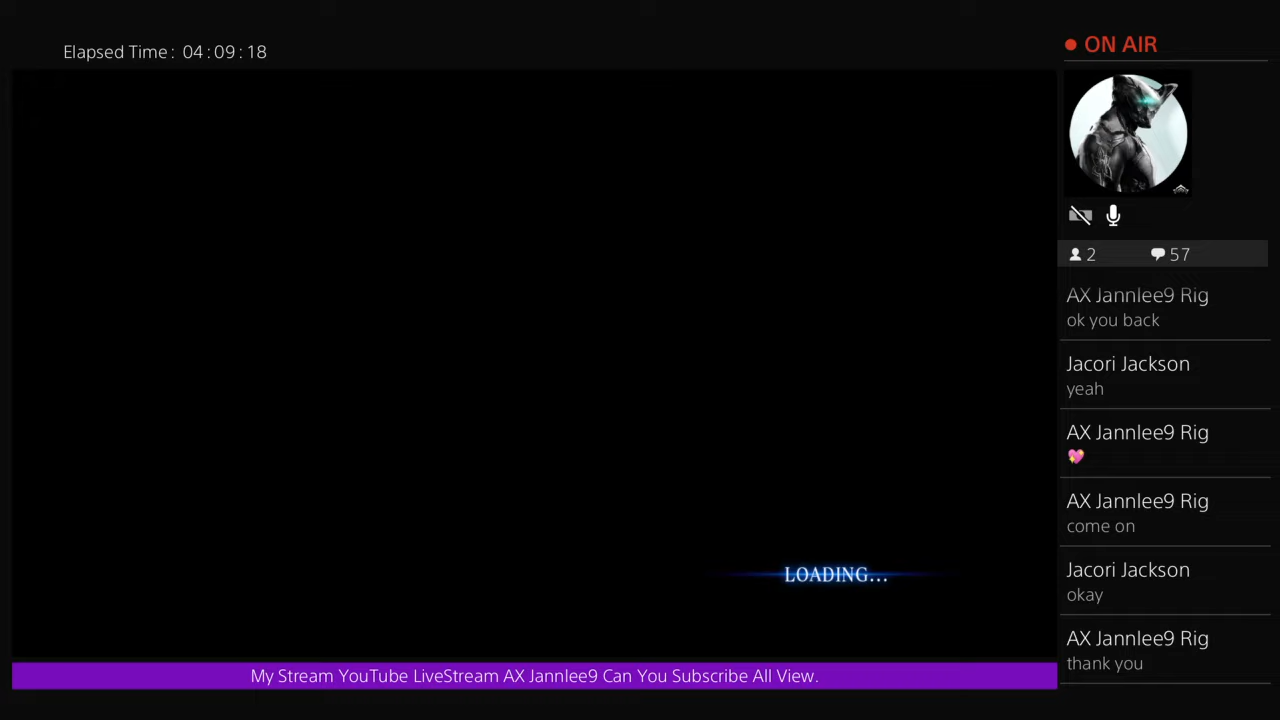 Elapsed Time: 04:09:18
ON AIR
2 57
AX Jannlee9 Rig
ok you back
Jacori Jackson
yeah
AX Jannlee9 Rig
💖
AX Jannlee9 Rig
come on
Jacori Jackson
okay
AX Jannlee9 Rig
thank you
LOADING...
My Stream YouTube LiveStream AX Jannlee9 Can You Subscribe All View.